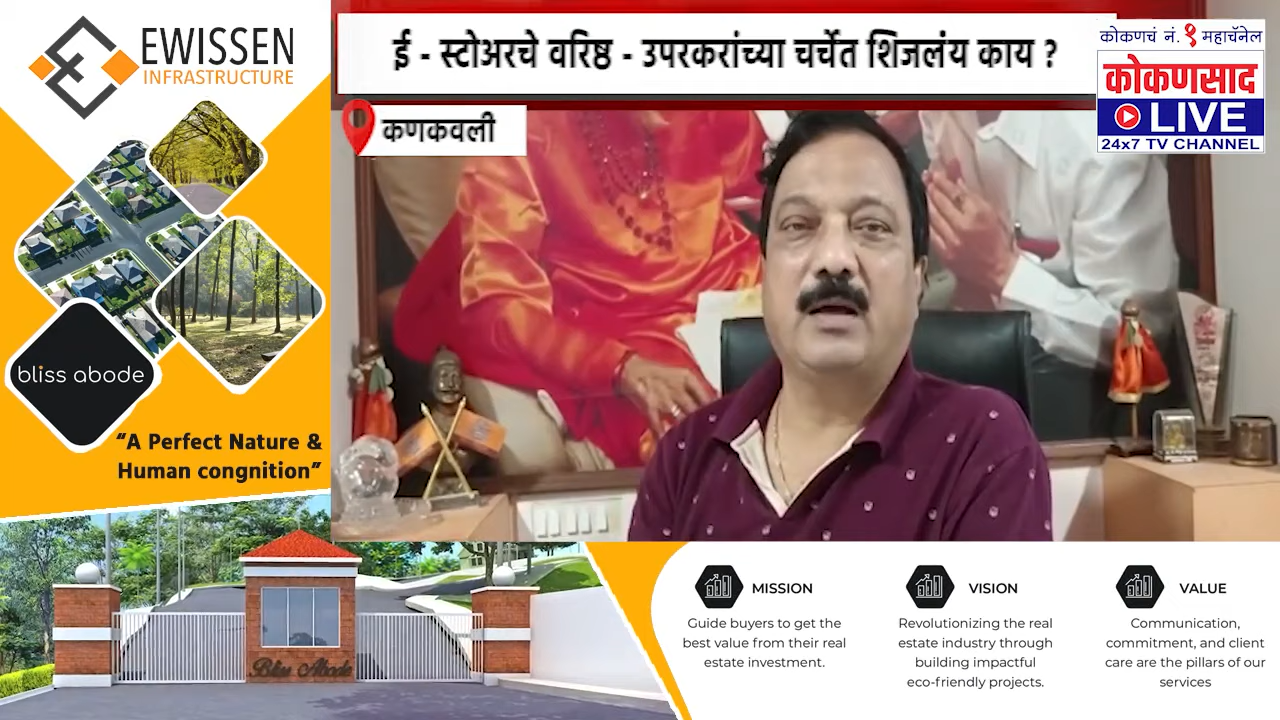 EWISSEN
INFRASTRUCTURE
ई - स्टोअरचे वरिष्ठ - उपरकरांच्या चर्चेत शिजलंय काय ?
कोकणचं नं. १ महाचॅनेल
कोकणसाद
LIVE
24x7 TV CHANNEL
कणकवली
bliss abode
“A Perfect Nature &
Human congnition”
Bliss Abode
MISSION
Guide buyers to get the
best value from their real
estate investment.
VISION
Revolutionizing the real
estate industry through
building impactful
eco-friendly projects.
VALUE
Communication,
commitment, and client
care are the pillars of our
services